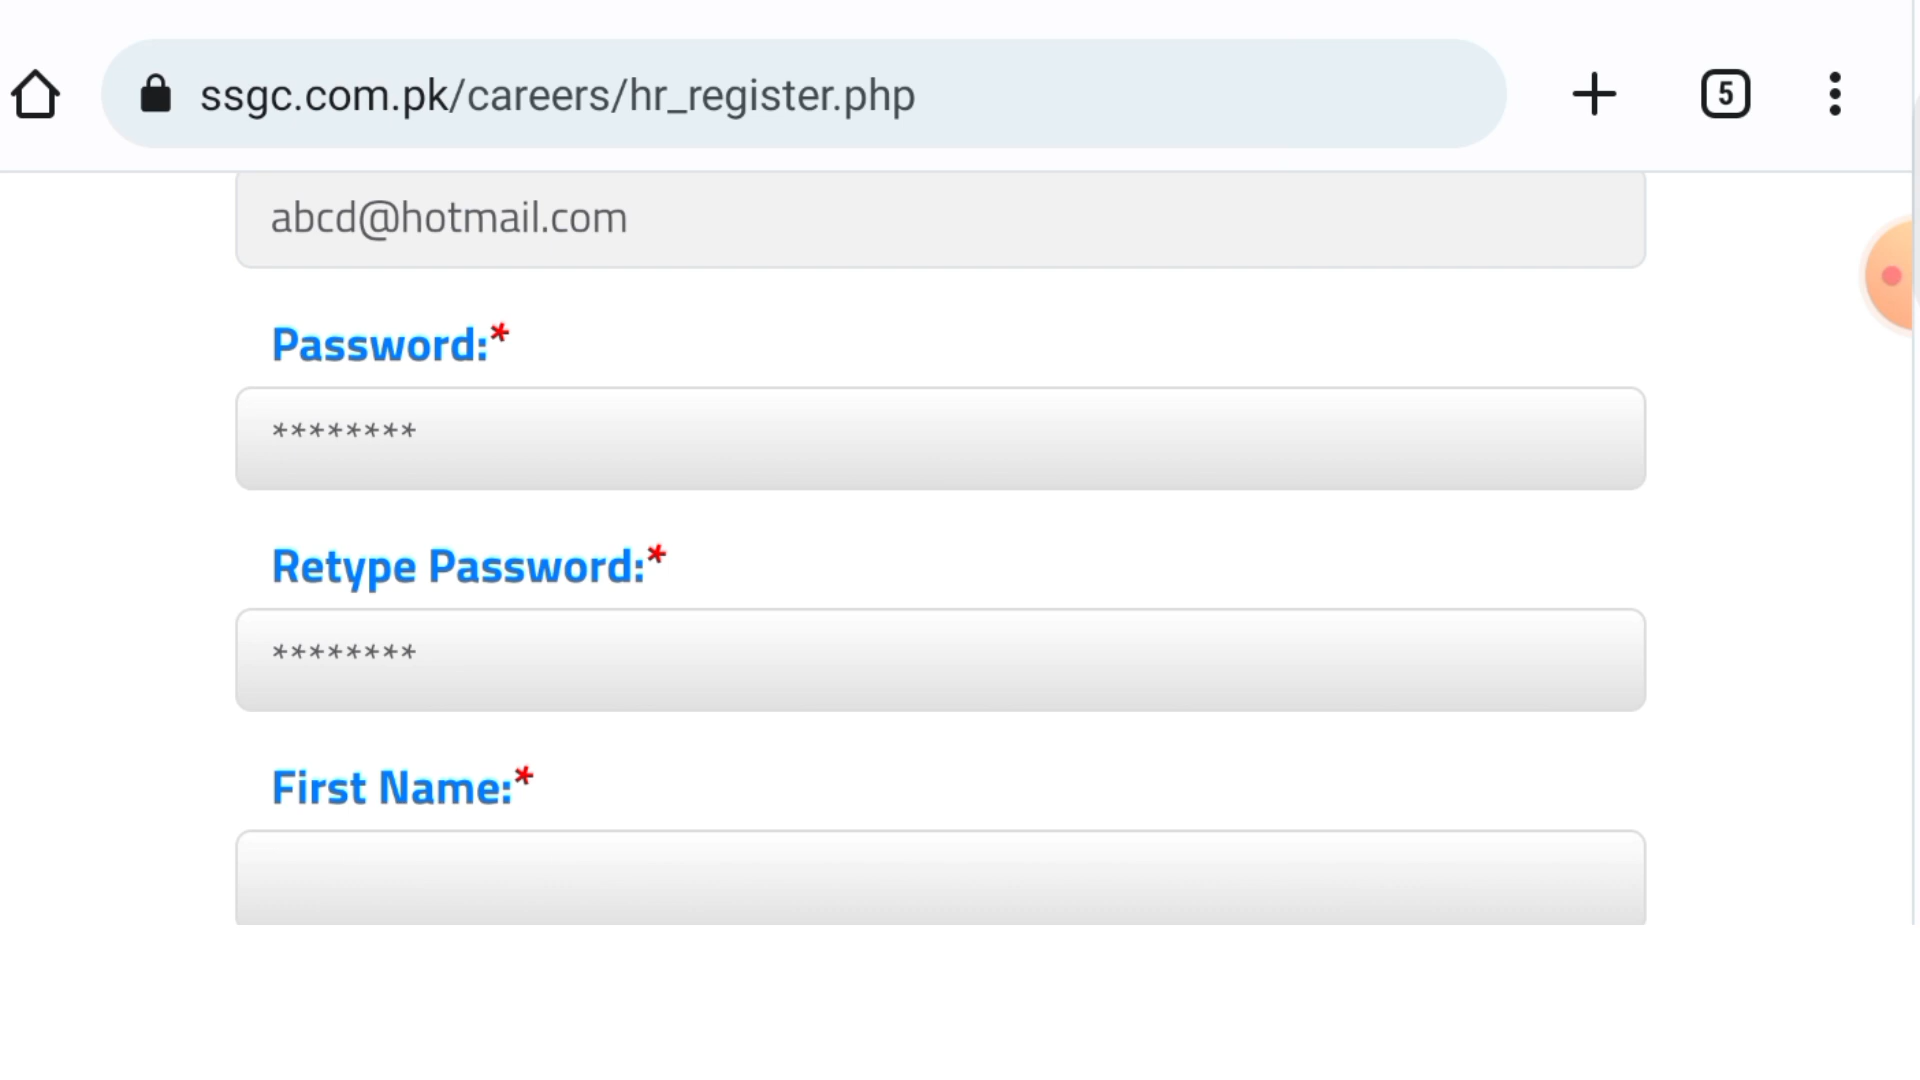 ssgc.com.pk/careers/hr_register.php
5
abcd@hotmail.com
Password:*
********
Retype Password:*
********
First Name:*